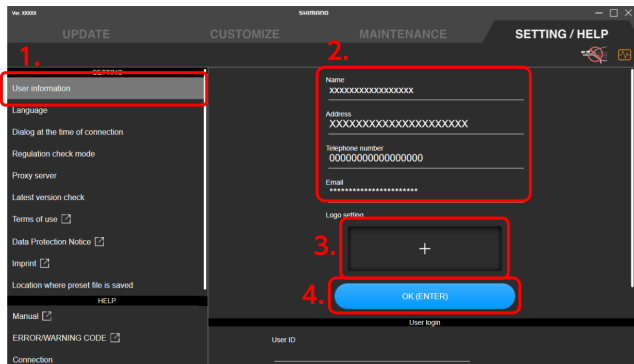 Ver. XXXXX
SHIMANO
UPDATE
CUSTOMIZE
MAINTENANCE
SETTING / HELP
1.
SETTING
User information
Language
Dialog at the time of connection
Regulation check mode
Proxy server
Latest version check
Terms of use
Data Protection Notice
Imprint
Location where preset file is saved
HELP
Manual
ERROR/WARNING CODE
Connection
2.
Name
xxxxxxxxxxxxxxxxxx
Address
XXXXXXXXXXXXXXXXXXXXX
Telephone number
00000000000000000
Email
************************
Logo setting
3.
+
4.
OK (ENTER)
User login
User ID